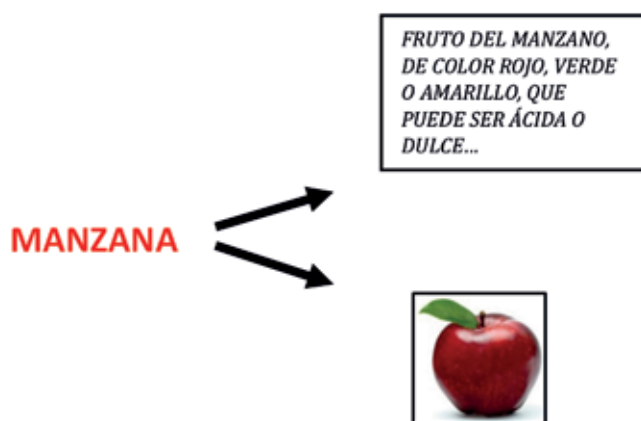 FRUTO DEL MANZANO,
DE COLOR ROJO, VERDE
O AMARILLO, QUE
PUEDE SER ÁCIDA O
DULCE...
MANZANA